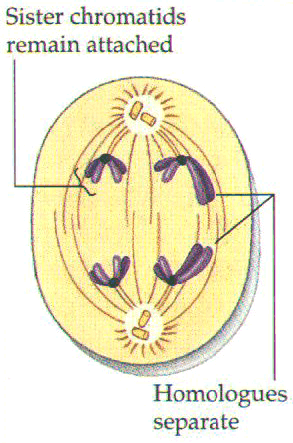 Sister chromatids
remain attached
Homologues
separate